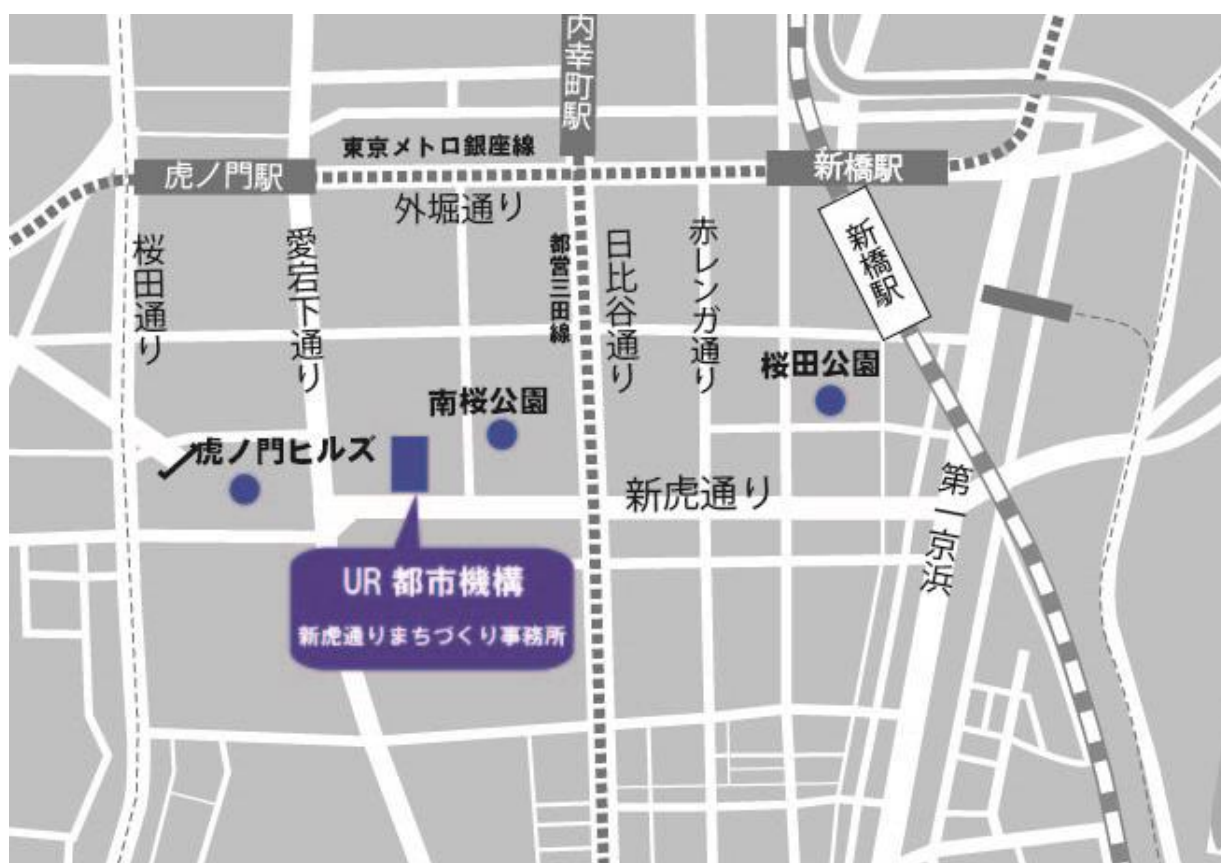 内幸町駅
東京メトロ銀座線
虎ノ門駅
新橋駅
外堀通り
新橋駅
桜田通り
愛宕下通り
都営三田線
日比谷通り
赤レンガ通り
桜田公園
南桜公園
虎ノ門ヒルズ
新虎通り
第一京浜
UR 都市機構
新虎通りまちづくり事務所